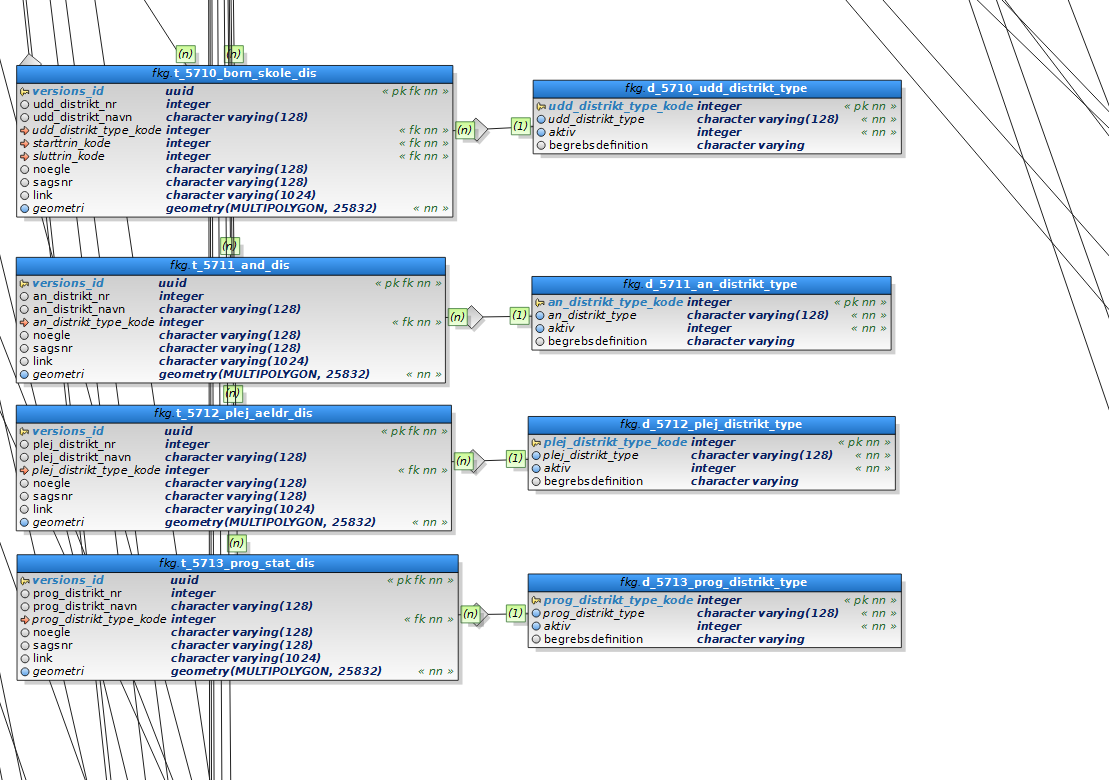 (n) (n)
fkg.t_5710_born_skole_dis
versions_id uuid « pk fk nn »
udd_distrikt_nr integer
udd_distrikt_navn character varying(128)
udd_distrikt_type_kode integer « fk nn »
starttrin_kode integer « fk nn »
sluttrin_kode integer « fk nn »
noegle character varying(128)
sagsnr character varying(128)
link character varying(1024)
geometri geometry(MULTIPOLYGON, 25832) « nn »
(n) (1)
fkg.d_5710_udd_distrikt_type
udd_distrikt_type_kode integer « pk nn »
udd_distrikt_type character varying(128) « nn »
aktiv integer « nn »
begrebsdefinition character varying
(n)
fkg.t_5711_and_dis
versions_id uuid « pk fk nn »
an_distrikt_nr integer
an_distrikt_navn character varying(128)
an_distrikt_type_kode integer « fk nn »
noegle character varying(128)
sagsnr character varying(128)
link character varying(1024)
geometri geometry(MULTIPOLYGON, 25832) « nn »
(n) (1)
fkg.d_5711_an_distrikt_type
an_distrikt_type_kode integer « pk nn »
an_distrikt_type character varying(128) « nn »
aktiv integer « nn »
begrebsdefinition character varying
(n)
fkg.t_5712_plej_aeldr_dis
versions_id uuid « pk fk nn »
plej_distrikt_nr integer
plej_distrikt_navn character varying(128)
plej_distrikt_type_kode integer « fk nn »
noegle character varying(128)
sagsnr character varying(128)
link character varying(1024)
geometri geometry(MULTIPOLYGON, 25832) « nn »
(n) (1)
fkg.d_5712_plej_distrikt_type
plej_distrikt_type_kode integer « pk nn »
plej_distrikt_type character varying(128) « nn »
aktiv integer « nn »
begrebsdefinition character varying
(n)
fkg.t_5713_prog_stat_dis
versions_id uuid « pk fk nn »
prog_distrikt_nr integer
prog_distrikt_navn character varying(128)
prog_distrikt_type_kode integer « fk nn »
noegle character varying(128)
sagsnr character varying(128)
link character varying(1024)
geometri geometry(MULTIPOLYGON, 25832) « nn »
(n) (1)
fkg.d_5713_prog_distrikt_type
prog_distrikt_type_kode integer « pk nn »
prog_distrikt_type character varying(128) « nn »
aktiv integer « nn »
begrebsdefinition character varying